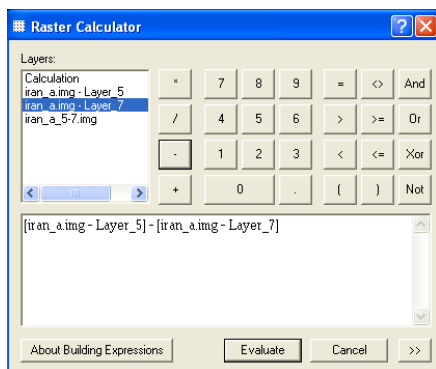 Raster Calculator
Layers:
Calculation
iran_a.img - Layer_5
iran_a.img - Layer_7
iran_a_5-7.img
* 7 8 9 = <> And
/ 4 5 6 > >= Or
- 1 2 3 < <= Xor
+ 0 . ( ) Not
[iran_a.img - Layer_5] - [iran_a.img - Layer_7]
About Building Expressions Evaluate Cancel >>